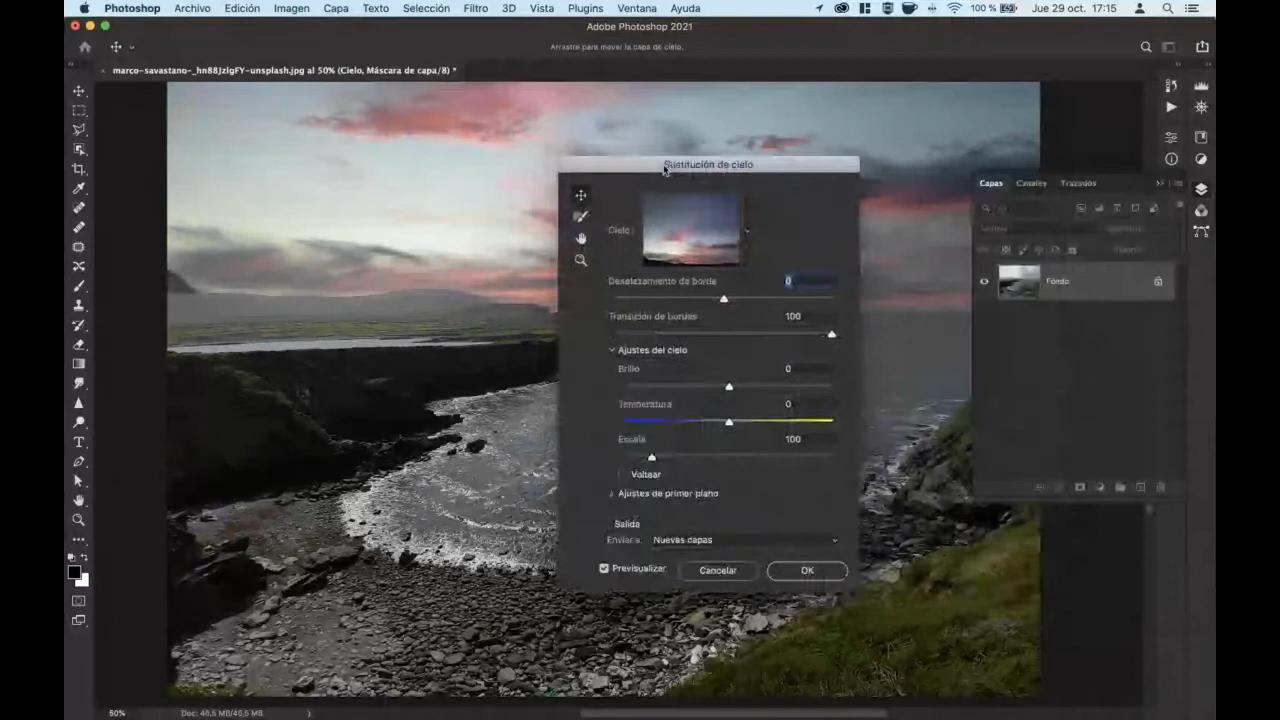 Photoshop Archivo Edición Imagen Capa Texto Selección Filtro 3D Vista Plugins Ventana Ayuda 100 % Jue 29 oct. 17:15
Adobe Photoshop 2021
Arrastre para mover la capa de cielo.
marco-savastano-_hn88JzlgFY-unsplash.jpg al 50% (Cielo, Máscara de capa/8) *
Sustitución de cielo
Cielo:
Desplazamiento de borde 0
Transición de bordes 100
Ajustes del cielo
Brillo 0
Temperatura 0
Escala 100
Voltear
Ajustes de primer plano
Salida
Enviar a: Nuevas capas
Previsualizar Cancelar OK
Capas Canales Trazados
Fondo
50% Doc: 46,5 MB/46,5 MB